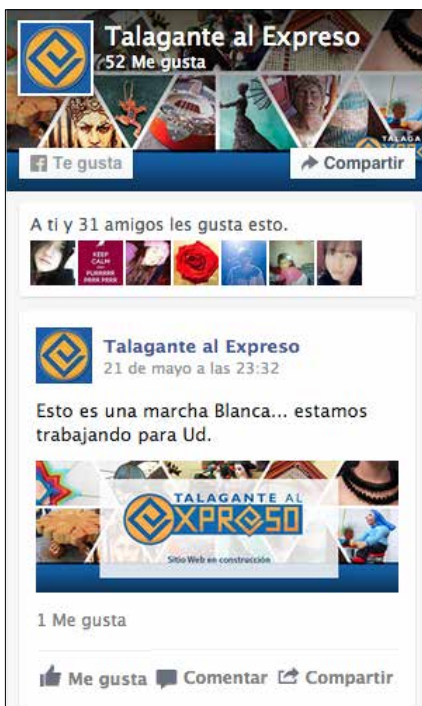 Talagante al Expreso
52 Me gusta
TALAGA
Te gusta
Compartir
A ti y 31 amigos les gusta esto.
KEEP
CALM
Talagante al Expreso
21 de mayo a las 23:32
Esto es una marcha Blanca... estamos
trabajando para Ud.
TALAGANTE AL
EXPRESO
Sitio Web en construcción
1 Me gusta
Me gusta Comentar Compartir